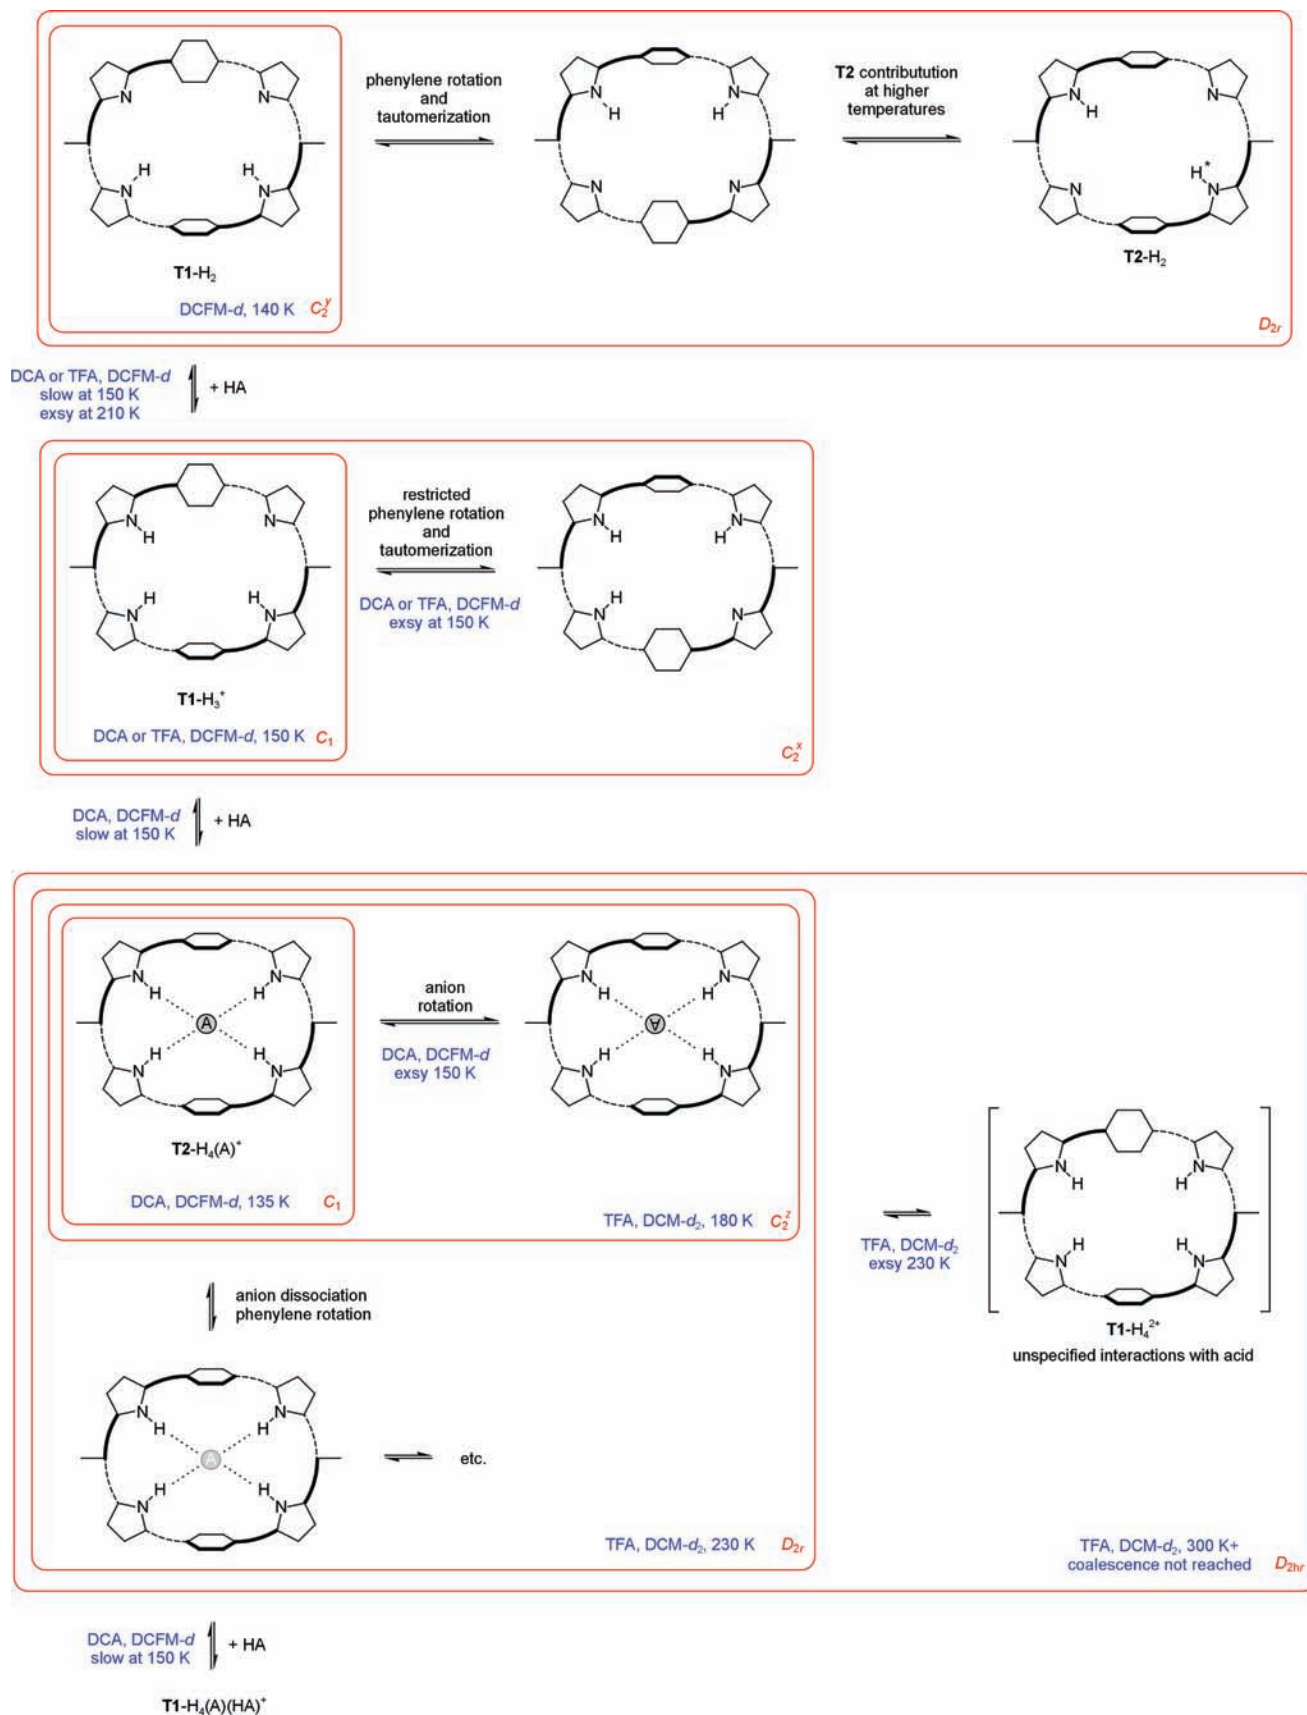 phenylene rotation
and
tautomerization
T2 contributution
at higher
temperatures
N
N
H
H
N
N
N
H
N
H
N
N
N
H
N
H*
N
N
T1-H₂
DCFM-d, 140 K
C₂ʸ
T2-H₂
D₂ᵣ
DCA or TFA, DCFM-d
slow at 150 K
exsy at 210 K
+ HA
N
H
N
H
H
N
N
restricted
phenylene rotation
and
tautomerization
DCA or TFA, DCFM-d
exsy at 150 K
N
H
N
H
H
N
N
T1-H₃⁺
DCA or TFA, DCFM-d, 150 K
C₁
C₂ˣ
DCA, DCFM-d
slow at 150 K
+ HA
N
H
N
H
A
H
H
N
N
anion
rotation
DCA, DCFM-d
exsy 150 K
N
H
N
H
A
H
H
N
N
T2-H₄(A)⁺
DCA, DCFM-d, 135 K
C₁
TFA, DCM-d₂, 180 K
C₂ᶻ
TFA, DCM-d₂
exsy 230 K
N
H
N
H
H
H
N
N
T1-H₄²⁺
unspecified interactions with acid
anion dissociation
phenylene rotation
N
H
N
H
A
H
H
N
N
etc.
TFA, DCM-d₂, 230 K
D₂ᵣ
TFA, DCM-d₂, 300 K+
coalescence not reached
D₂ₕᵣ
DCA, DCFM-d
slow at 150 K
+ HA
T1-H₄(A)(HA)⁺